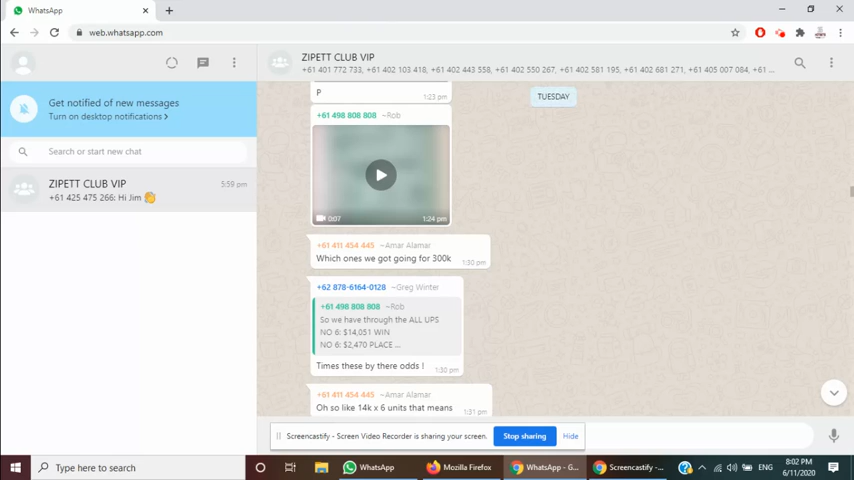 WhatsApp
web.whatsapp.com
ZIPETT CLUB VIP
+61 401 772 733, +61 402 103 418, +61 402 443 558, +61 402 550 267, +61 402 581 195, +61 402 681 271, +61 405 007 084, +61 ...
Get notified of new messages
Turn on desktop notifications >
Search or start new chat
ZIPETT CLUB VIP
5:59 pm
+61 425 475 266: Hi Jim 👏
TUESDAY
P
1:23 pm
+61 498 808 808 ~Rob
0:07
1:24 pm
+61 411 454 445 ~Amar Alamar
Which ones we got going for 300k
1:30 pm
+62 878-6164-0128 ~Greg Winter
+61 498 808 808 ~Rob
So we have through the ALL UPS
NO 6: $14,051 WIN
NO 6: $2,470 PLACE ...
Times these by there odds !
1:30 pm
+61 411 454 445 ~Amar Alamar
Oh so like 14k x 6 units that means
1:31 pm
Screencastify - Screen Video Recorder is sharing your screen.
Stop sharing
Hide
Type here to search
WhatsApp
Mozilla Firefox
WhatsApp - G...
Screencastify -...
ENG
8:02 PM
6/11/2020